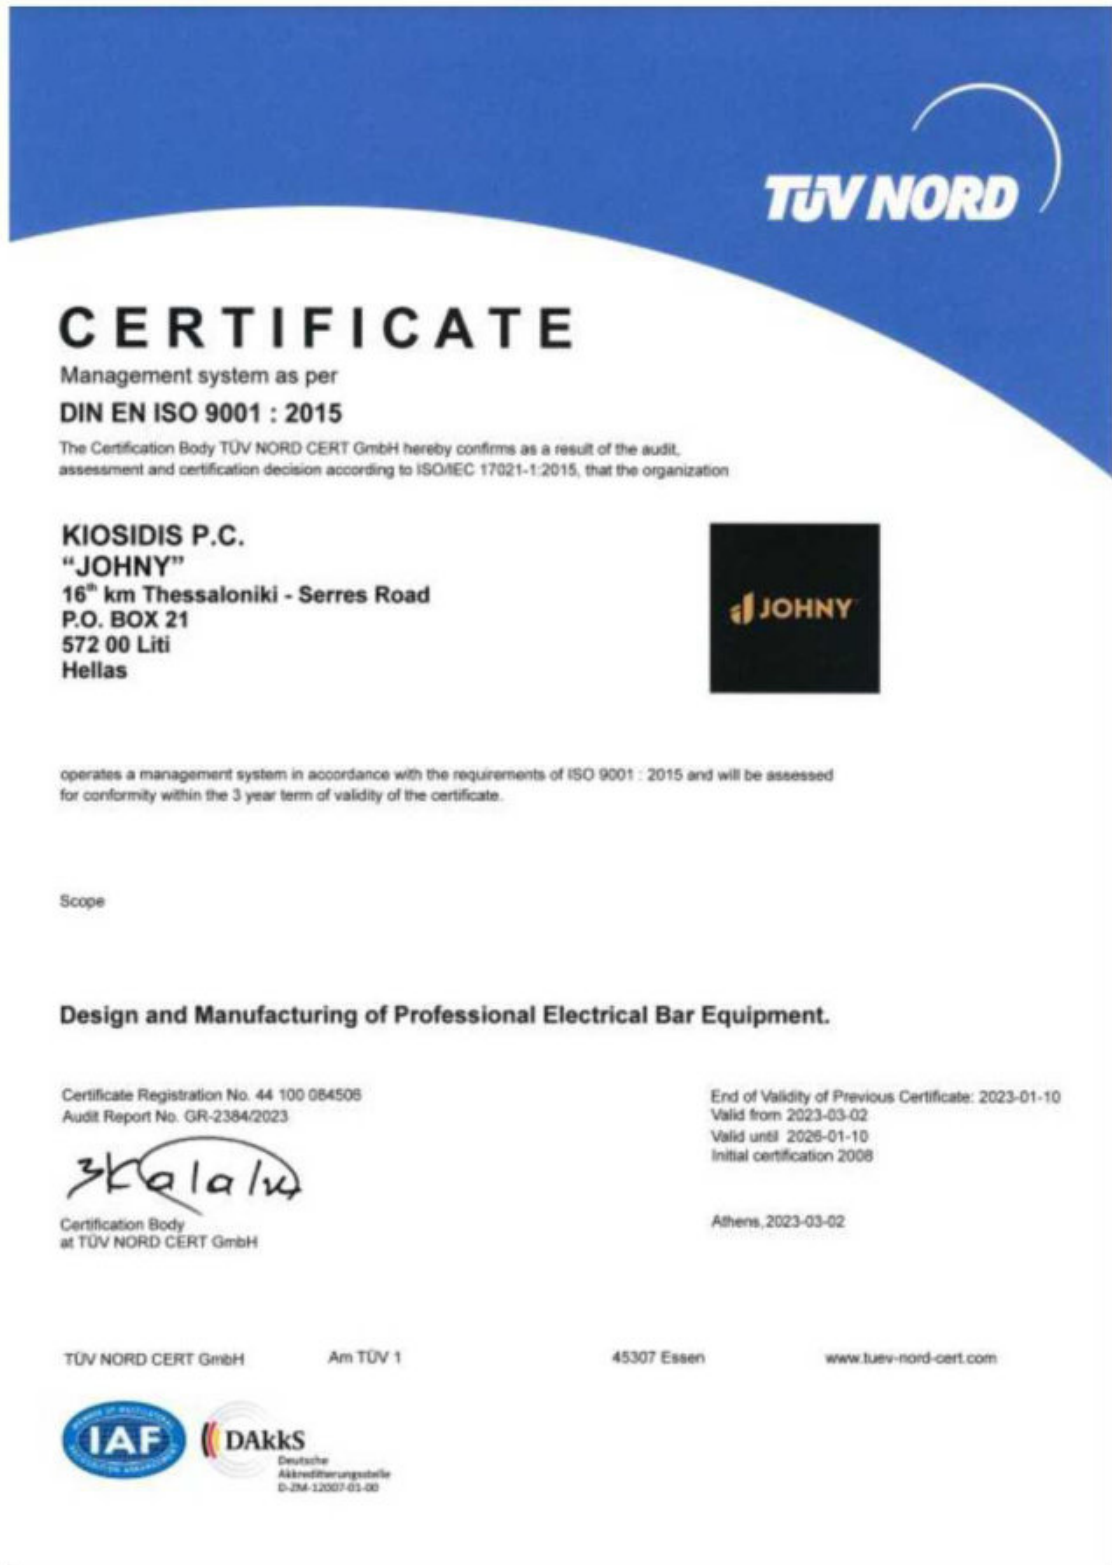 TÜV NORD
CERTIFICATE
Management system as per
DIN EN ISO 9001 : 2015
The Certification Body TÜV NORD CERT GmbH hereby confirms as a result of the audit,
assessment and certification decision according to ISO/IEC 17021-1:2015, that the organization
KIOSIDIS P.C.
“JOHNY”
16th km Thessaloniki - Serres Road
P.O. BOX 21
572 00 Liti
Hellas
JOHNY
operates a management system in accordance with the requirements of ISO 9001 : 2015 and will be assessed
for conformity within the 3 year term of validity of the certificate.
Scope
Design and Manufacturing of Professional Electrical Bar Equipment.
Certificate Registration No. 44 100 084506
Audit Report No. GR-2384/2023
End of Validity of Previous Certificate: 2023-01-10
Valid from 2023-03-02
Valid until 2026-01-10
Initial certification 2008
Certification Body
at TÜV NORD CERT GmbH
Athens, 2023-03-02
TÜV NORD CERT GmbH Am TÜV 1 45307 Essen www.tuev-nord-cert.com
IAF
DAkkS
Deutsche
Akkreditierungsstelle
D-ZM-12007-01-00